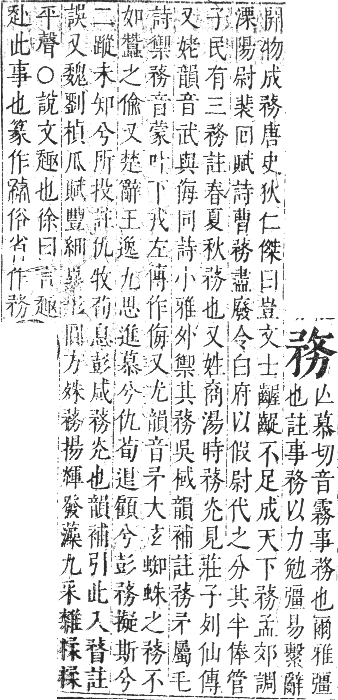 務 亡慕切音霧事務也爾雅彊
也註事務以力勉彊易繫辭
開物成務唐史狄仁傑曰豈文士齷齪不足成天下務孟郊調
溧陽尉裴回賦詩曹務盡廢令白府以假尉代之分其半俸管
子民有三務註春夏秋務也又姓商湯時務光見莊子列仙傳
又姥韻音武與侮同詩小雅外禦其務吳棫韻補註務矛屬毛
詩禦務音蒙叶下戎左傳作侮又尤韻音矛大玄蜘蛛之務不
如蠶之偷又楚辭王逸九思進慕兮仇荀退顧兮彭務擬斯兮
二蹤未知兮所投註仇牧荀息彭咸務光也韻補引此入瞀註
誤又魏劉楨瓜賦豐細異形圓方殊務揚輝發藻九采雜糅
平聲○說文趣也徐曰言趣
赴此事也篆作務俗省作務